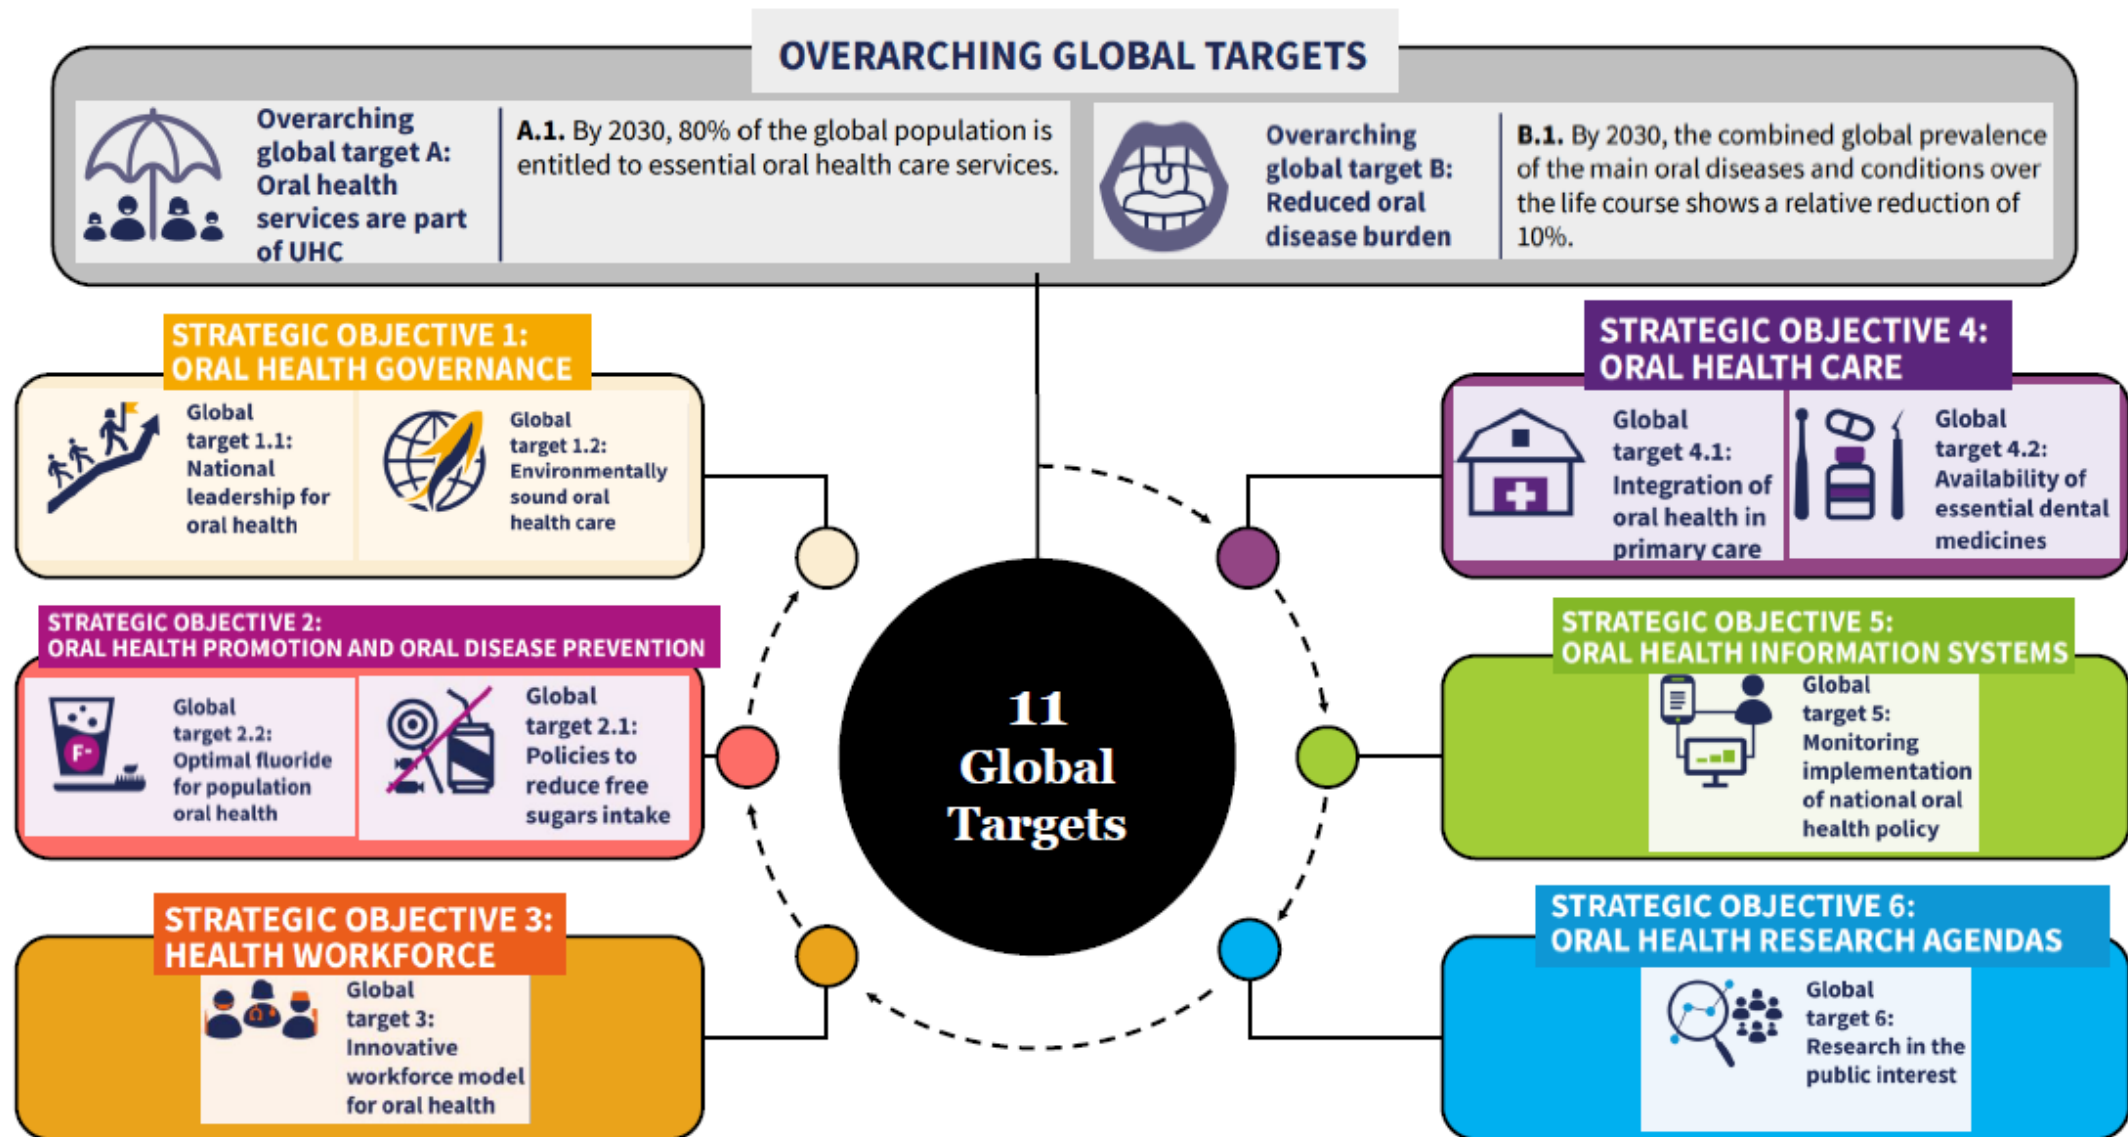 OVERARCHING GLOBAL TARGETS
Overarching
global target A:
Oral health
services are part
of UHC
A.1. By 2030, 80% of the global population is
entitled to essential oral health care services.
Overarching
global target B:
Reduced oral
disease burden
B.1. By 2030, the combined global prevalence
of the main oral diseases and conditions over
the life course shows a relative reduction of
10%.
STRATEGIC OBJECTIVE 1:
ORAL HEALTH GOVERNANCE
Global
target 1.1:
National
leadership for
oral health
Global
target 1.2:
Environmentally
sound oral
health care
STRATEGIC OBJECTIVE 2:
ORAL HEALTH PROMOTION AND ORAL DISEASE PREVENTION
F-
Global
target 2.2:
Optimal fluoride
for population
oral health
Global
target 2.1:
Policies to
reduce free
sugars intake
STRATEGIC OBJECTIVE 3:
HEALTH WORKFORCE
Global
target 3:
Innovative
workforce model
for oral health
11
Global
Targets
STRATEGIC OBJECTIVE 4:
ORAL HEALTH CARE
Global
target 4.1:
Integration of
oral health in
primary care
Global
target 4.2:
Availability of
essential dental
medicines
STRATEGIC OBJECTIVE 5:
ORAL HEALTH INFORMATION SYSTEMS
Global
target 5:
Monitoring
implementation
of national oral
health policy
STRATEGIC OBJECTIVE 6:
ORAL HEALTH RESEARCH AGENDAS
Global
target 6:
Research in the
public interest